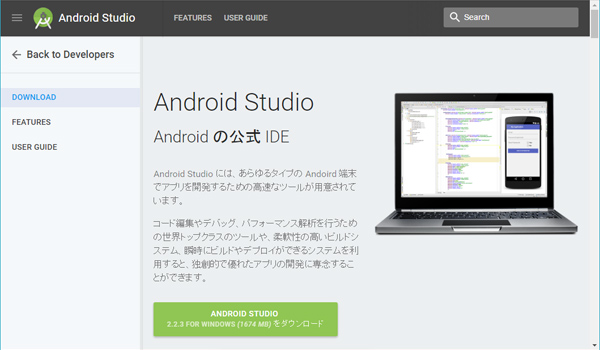 Android Studio
FEATURES
USER GUIDE
Search
Back to Developers
DOWNLOAD
FEATURES
USER GUIDE
Android Studio
Android の公式 IDE
Android Studio には、あらゆるタイプの Andoird 端末
でアプリを開発するための高速なツールが用意されて
います。
コード編集やデバッグ、パフォーマンス解析を行うため
の世界トップクラスのツールや、柔軟性の高いビルドシ
ステム、瞬時にビルドやデプロイができるシステムを利
用すると、独創的で優れたアプリの開発に専念するこ
とができます。
ANDROID STUDIO
2.2.3 FOR WINDOWS (1674 MB) をダウンロード